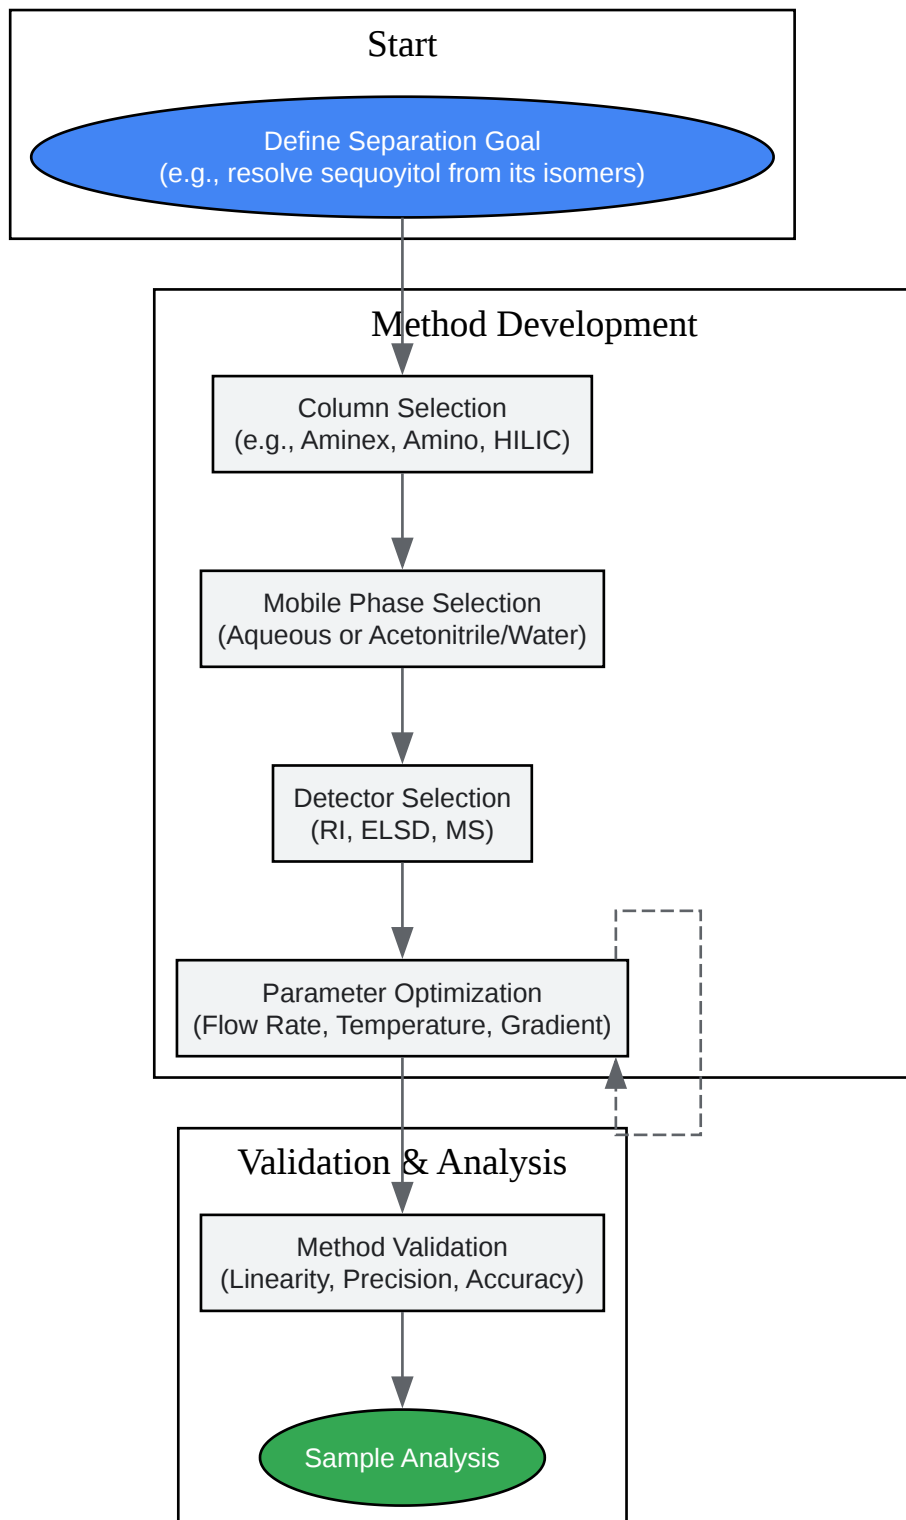 Start
Define Separation Goal
(e.g., resolve sequoyitol from its isomers)
Method Development
Column Selection
(e.g., Aminex, Amino, HILIC)
Mobile Phase Selection
(Aqueous or Acetonitrile/Water)
Detector Selection
(RI, ELSD, MS)
Parameter Optimization
(Flow Rate, Temperature, Gradient)
Validation & Analysis
Method Validation
(Linearity, Precision, Accuracy)
Sample Analysis